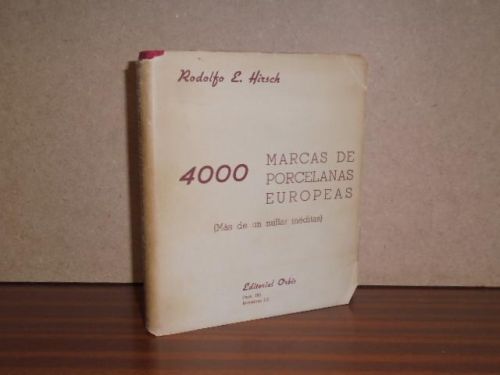 Rodolfo E. Hirsch
4000 MARCAS DE
PORCELANAS
EUROPEAS
(Más de un millar inéditas)
Editorial Orbis